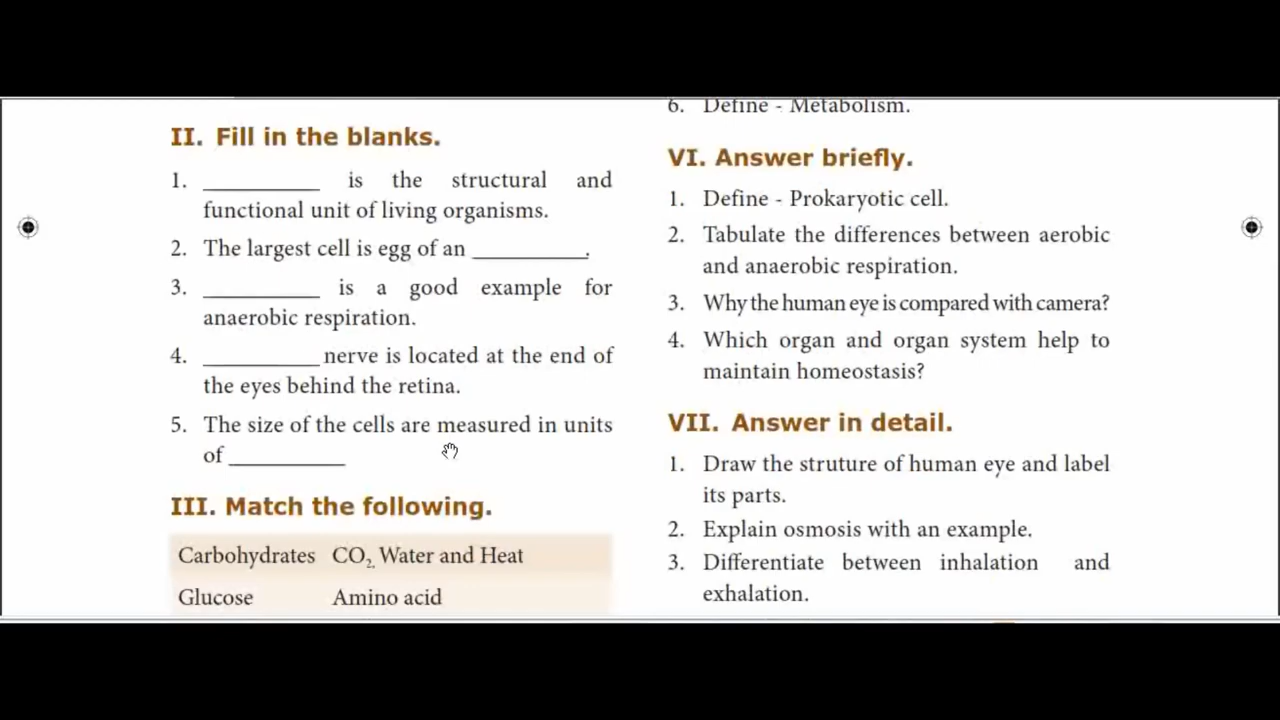 II. Fill in the blanks.
1. __________ is the structural and
functional unit of living organisms.
2. The largest cell is egg of an __________.
3. __________ is a good example for
anaerobic respiration.
4. __________nerve is located at the end of
the eyes behind the retina.
5. The size of the cells are measured in units
of __________
III. Match the following.
Carbohydrates CO2, Water and Heat
Glucose Amino acid
6. Define - Metabolism.
VI. Answer briefly.
1. Define - Prokaryotic cell.
2. Tabulate the differences between aerobic
and anaerobic respiration.
3. Why the human eye is compared with camera?
4. Which organ and organ system help to
maintain homeostasis?
VII. Answer in detail.
1. Draw the struture of human eye and label
its parts.
2. Explain osmosis with an example.
3. Differentiate between inhalation and
exhalation.